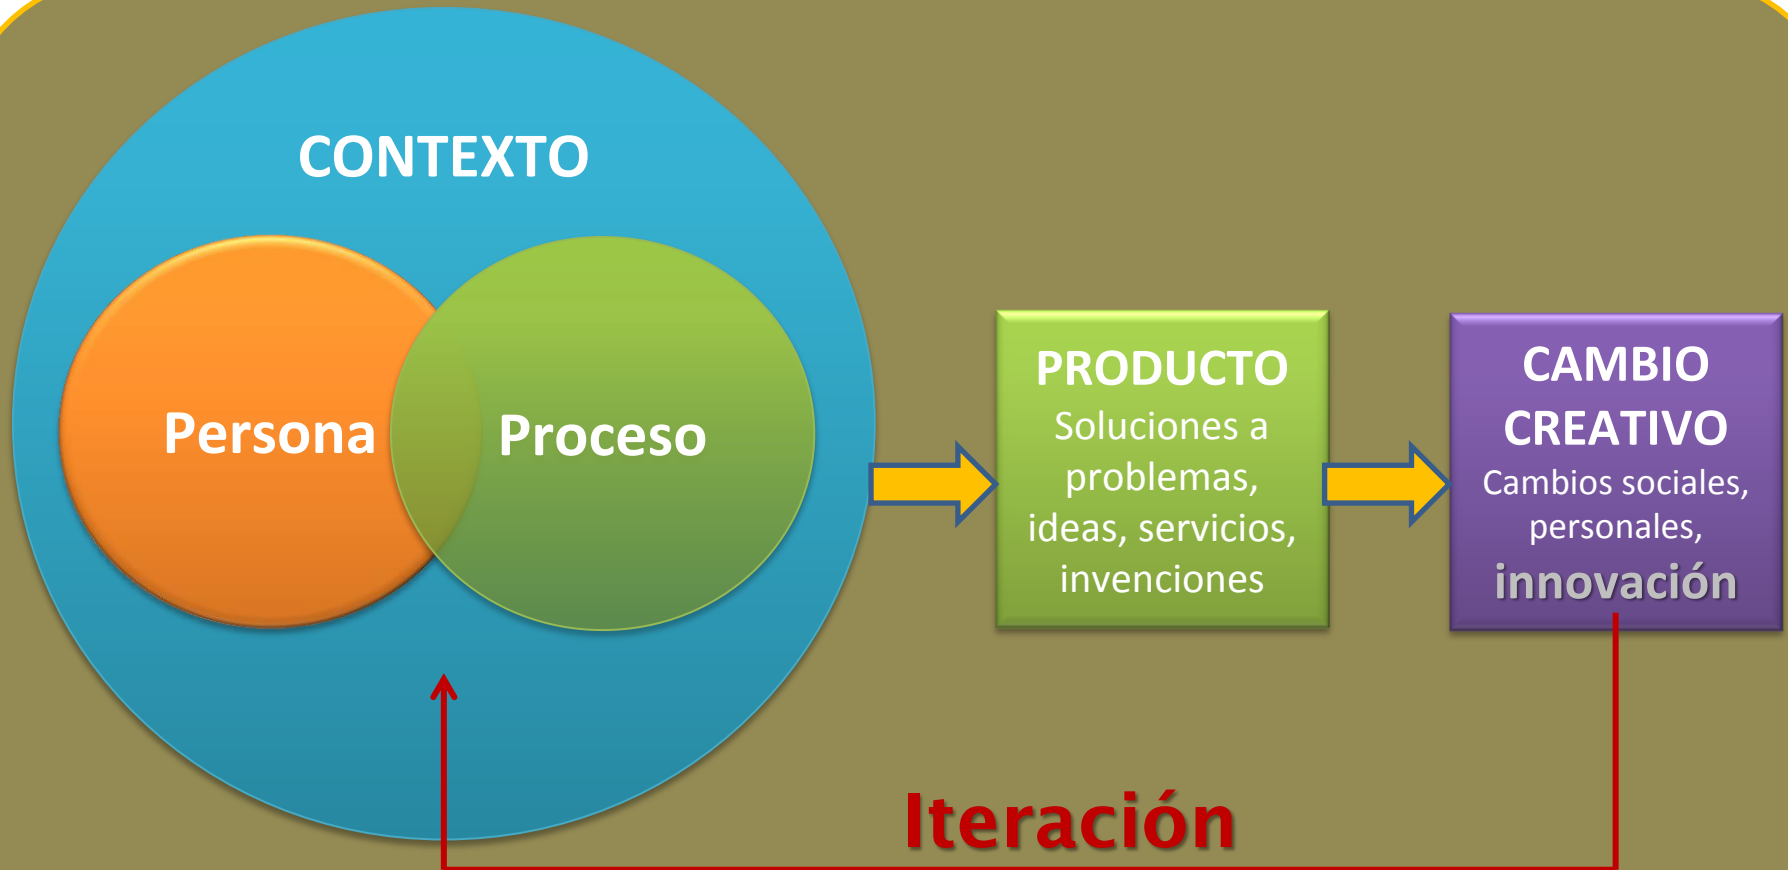 CONTEXTO
Persona
Proceso
PRODUCTO
Soluciones a
problemas,
ideas, servicios,
invenciones
CAMBIO
CREATIVO
Cambios sociales,
personales,
innovación
Iteración